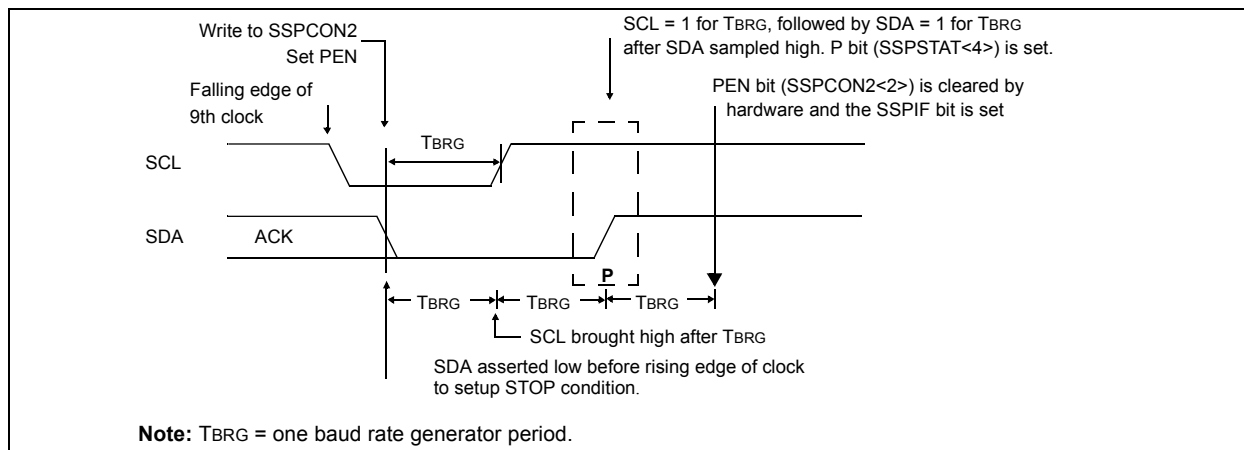 Write to SSPCON2
Set PEN
SCL = 1 for TBRG, followed by SDA = 1 for TBRG
after SDA sampled high. P bit (SSPSTAT<4>) is set.
Falling edge of
9th clock
PEN bit (SSPCON2<2>) is cleared by
hardware and the SSPIF bit is set
TBRG
SCL
SDA
ACK
P
TBRG
TBRG
TBRG
SCL brought high after TBRG
SDA asserted low before rising edge of clock
to setup STOP condition.
Note: TBRG = one baud rate generator period.